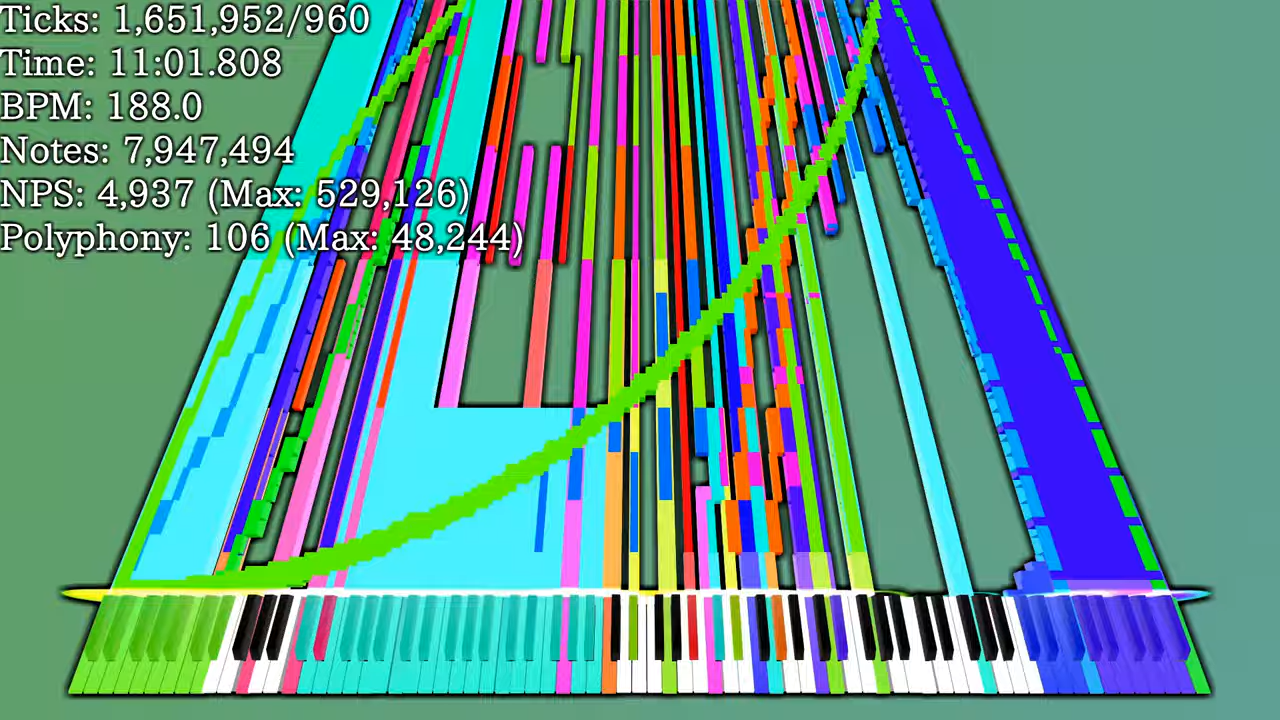 Ticks: 1,651,952/960
Time: 11:01.808
BPM: 188.0
Notes: 7,947,494
NPS: 4,937 (Max: 529,126)
Polyphony: 106 (Max: 48,244)